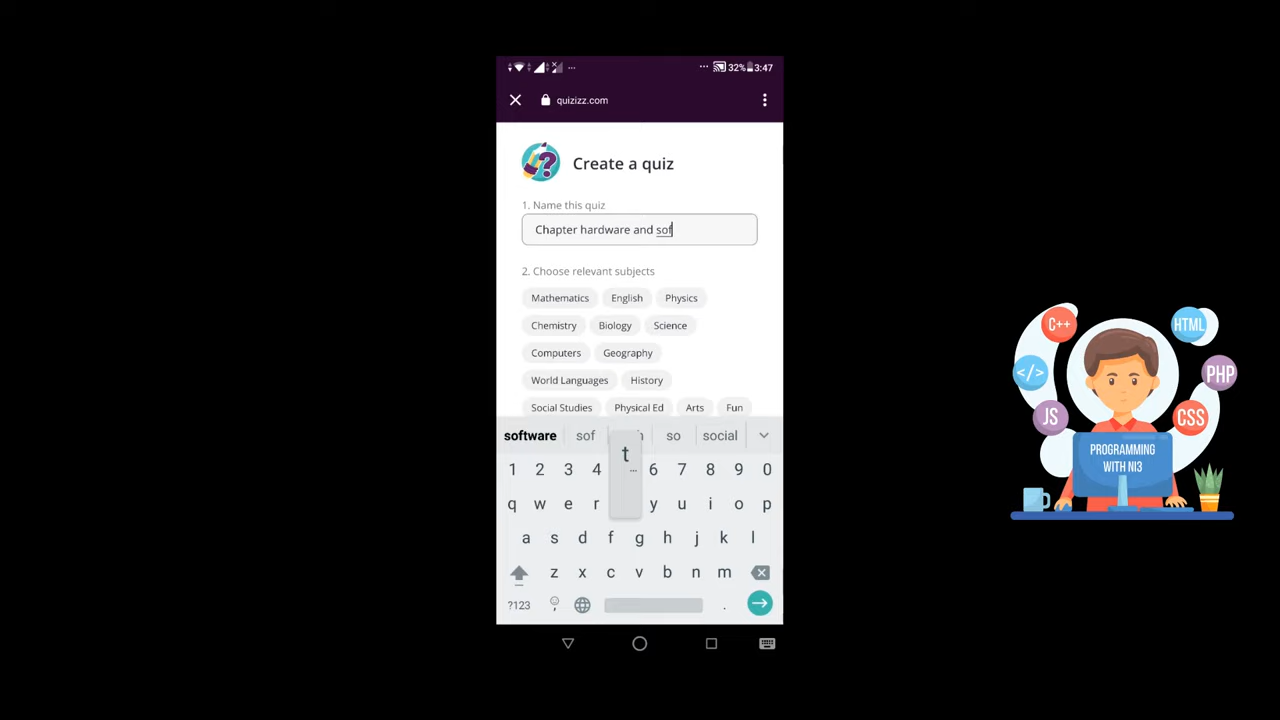 ... 32% 3:47
quizizz.com
Create a quiz
1. Name this quiz
Chapter hardware and sof
2. Choose relevant subjects
Mathematics English Physics
Chemistry Biology Science
Computers Geography
World Languages History
Social Studies Physical Ed Arts Fun
software sof so social
t
1 2 3 4 6 7 8 9 0
q w e r y u i o p
a s d f g h j k l
z x c v b n m
?123 , .
C++ HTML
</> PHP
JS CSS
PROGRAMMING
WITH NI3